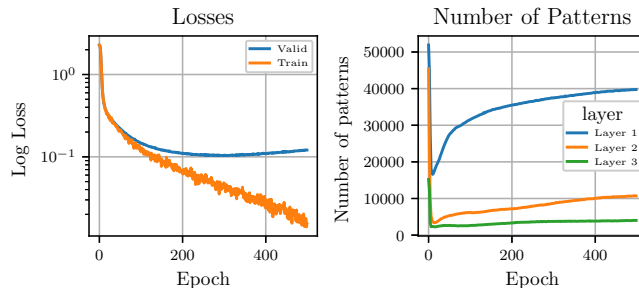 Losses
Valid
Train
10^0
10^-1
Log Loss
0
200
400
Epoch
Number of Patterns
50000
40000
30000
20000
10000
0
Number of patterns
layer
Layer 1
Layer 2
Layer 3
0
200
400
Epoch